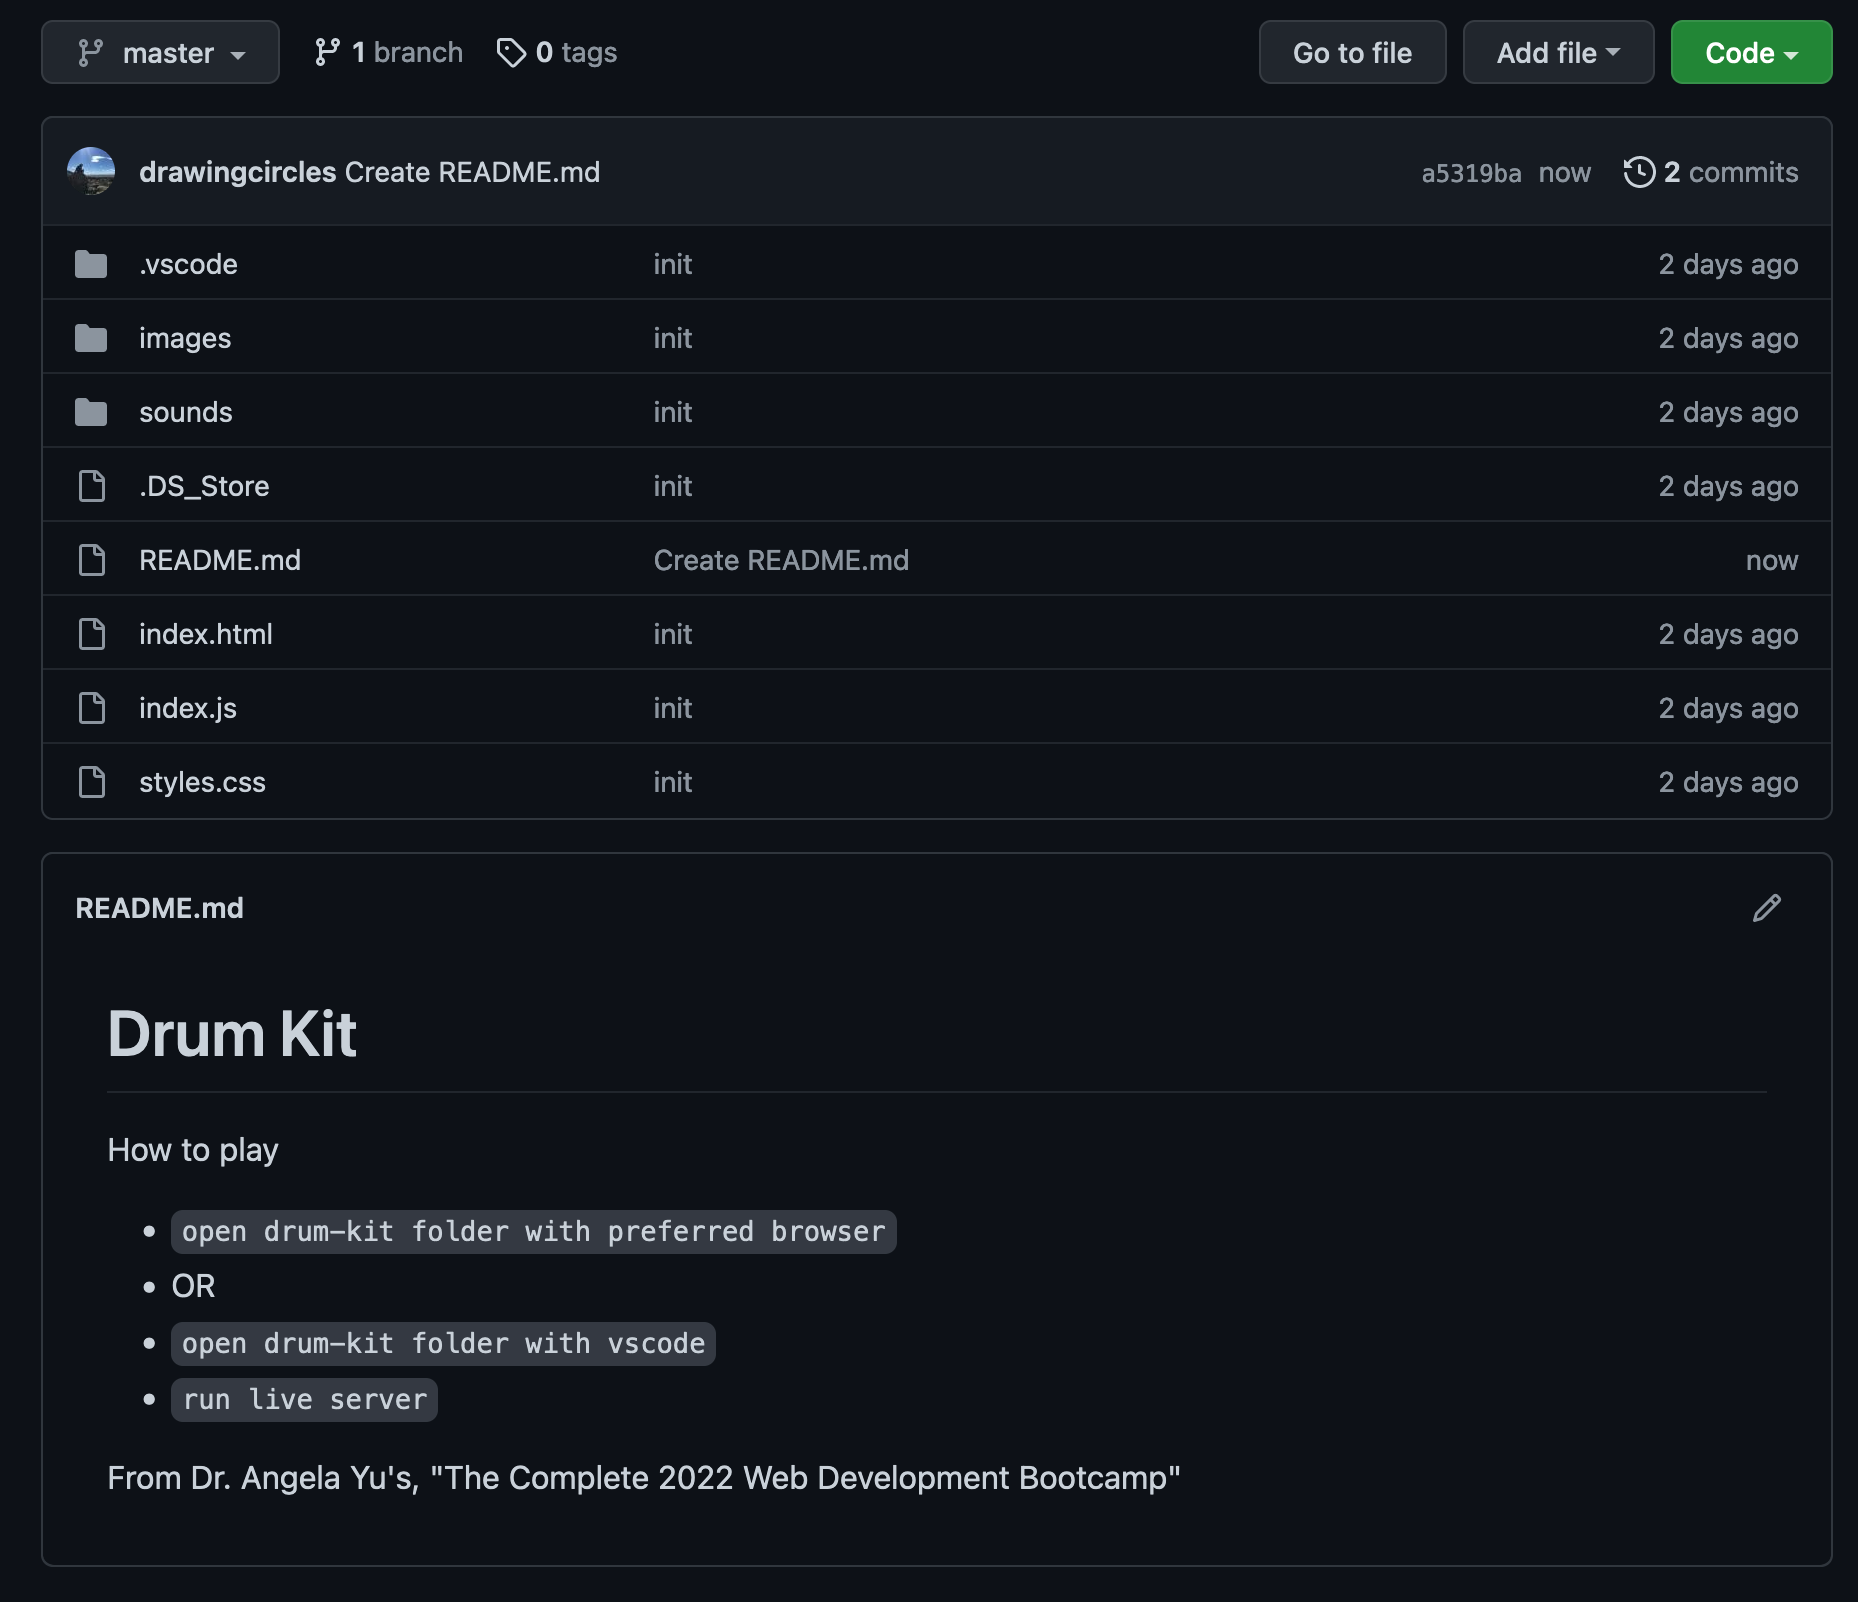 master 1 branch 0 tags Go to file Add file Code
drawingcircles Create README.md a5319ba now 2 commits
.vscode init 2 days ago
images init 2 days ago
sounds init 2 days ago
.DS_Store init 2 days ago
README.md Create README.md now
index.html init 2 days ago
index.js init 2 days ago
styles.css init 2 days ago
README.md
Drum Kit
How to play
• open drum-kit folder with preferred browser
• OR
• open drum-kit folder with vscode
• run live server
From Dr. Angela Yu's, "The Complete 2022 Web Development Bootcamp"